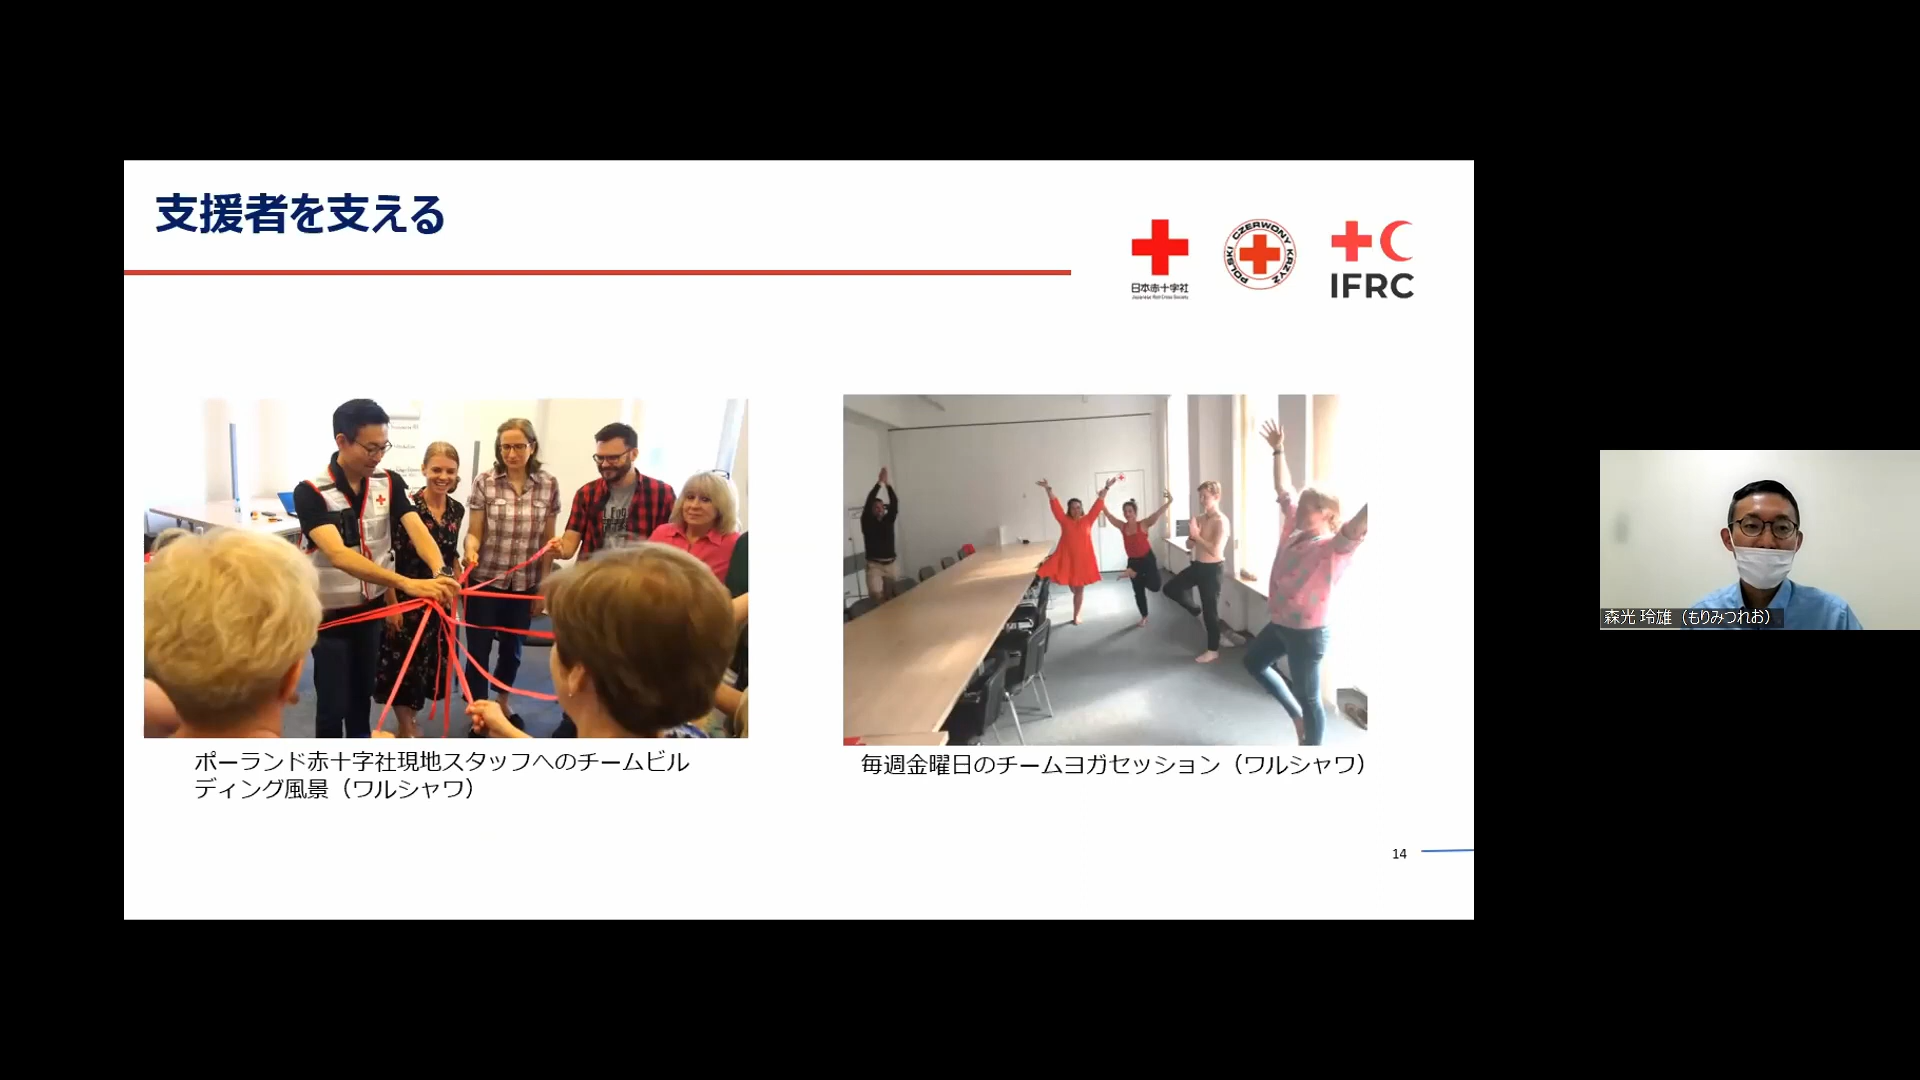 支援者を支える
日本赤十字社
Japanese Red Cross Society
POLSKI CZERWONY KRZYŻ
IFRC
ポーランド赤十字社現地スタッフへのチームビル
ディング風景（ワルシャワ）
毎週金曜日のチームヨガセッション（ワルシャワ）
14
森光 玲雄（もりみつれお）